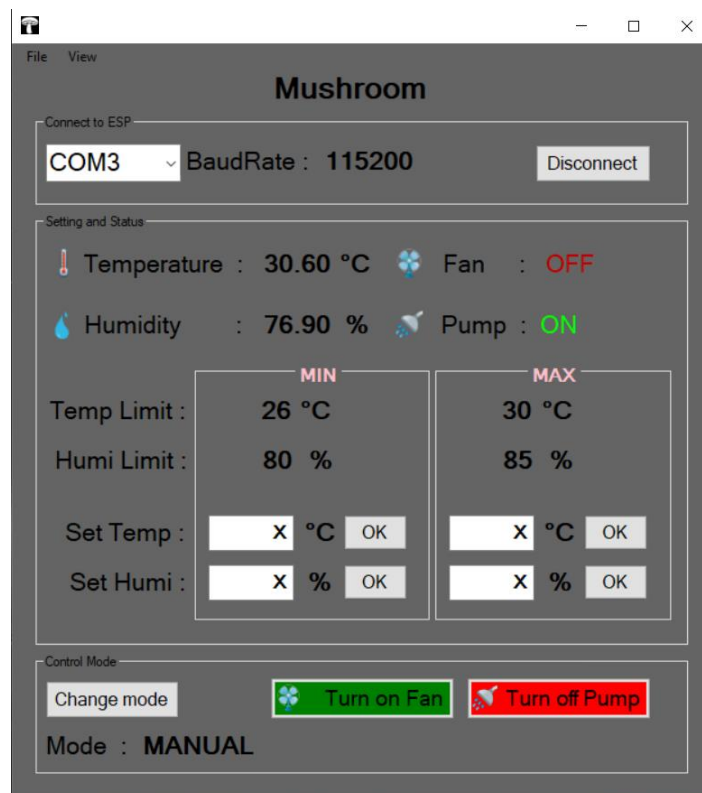 File View
Mushroom
Connect to ESP
COM3 BaudRate : 115200 Disconnect
Setting and Status
Temperature : 30.60 °C Fan : OFF
Humidity : 76.90 % Pump : ON
MIN MAX
Temp Limit : 26 °C 30 °C
Humi Limit : 80 % 85 %
Set Temp : X °C OK X °C OK
Set Humi : X % OK X % OK
Control Mode
Change mode Turn on Fan Turn off Pump
Mode : MANUAL